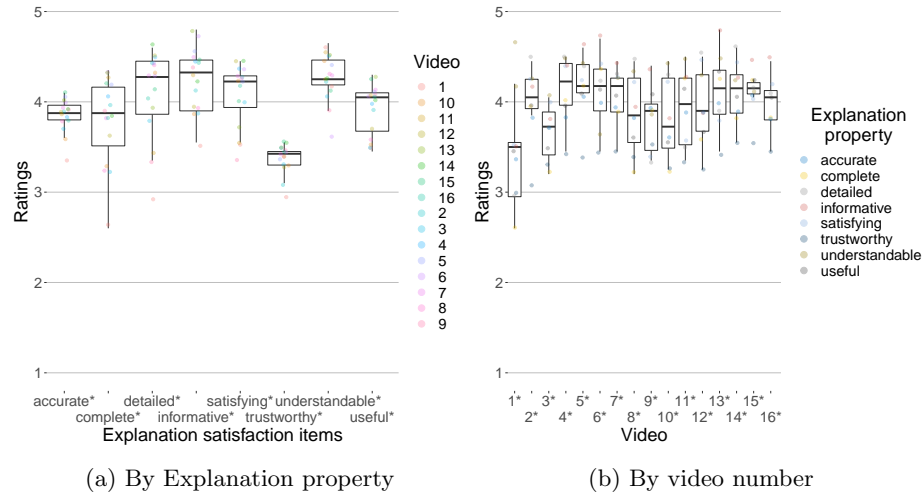 5
4
3
2
1
Ratings
accurate*
detailed*
satisfying*
understandable*
complete*
informative*
trustworthy*
useful*
Explanation satisfaction items
Video
1
10
11
12
13
14
15
16
2
3
4
5
6
7
8
9
(a) By Explanation property
5
4
3
2
1
Ratings
1*
3*
5*
7*
9*
11*
13*
15*
2*
4*
6*
8*
10*
12*
14*
16*
Video
Explanation
property
accurate
complete
detailed
informative
satisfying
trustworthy
understandable
useful
(b) By video number